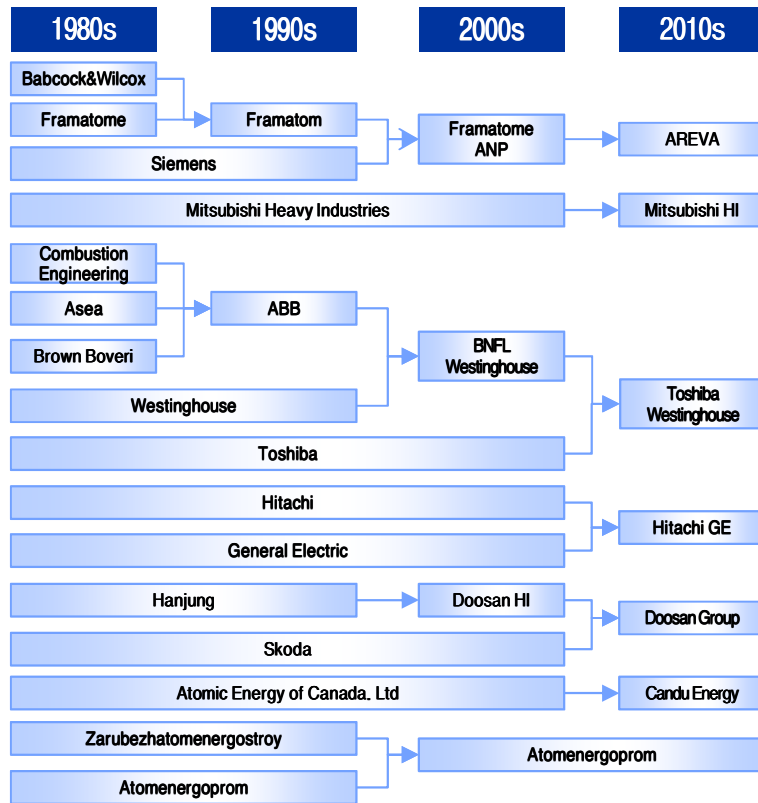 1980s 1990s 2000s 2010s
Babcock&Wilcox
Framatome
Framatom
Siemens
Framatome
ANP
AREVA
Mitsubishi Heavy Industries
Mitsubishi HI
Combustion
Engineering
Asea
Brown Boveri
ABB
Westinghouse
BNFL
Westinghouse
Toshiba
Toshiba
Westinghouse
Hitachi
General Electric
Hitachi GE
Hanjung
Doosan HI
Skoda
Doosan Group
Atomic Energy of Canada. Ltd
Candu Energy
Zarubezhatomenergostroy
Atomenergoprom
Atomenergoprom